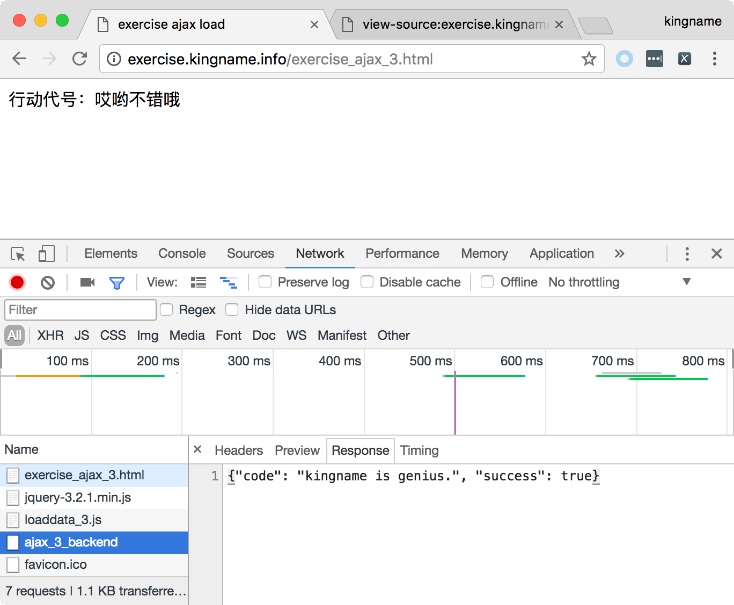 exercise ajax load
view-source:exercise.kingnam
kingname
exercise.kingname.info/exercise_ajax_3.html
行动代号：哎哟不错哦
Elements Console Sources Network Performance Memory Application »
View: Preserve log Disable cache Offline No throttling
Filter Regex Hide data URLs
All XHR JS CSS Img Media Font Doc WS Manifest Other
100 ms 200 ms 300 ms 400 ms 500 ms 600 ms 700 ms 800 ms
Name
× Headers Preview Response Timing
exercise_ajax_3.html
jquery-3.2.1.min.js
loaddata_3.js
ajax_3_backend
favicon.ico
1 {"code": "kingname is genius.", "success": true}
7 requests | 1.1 KB transferre...